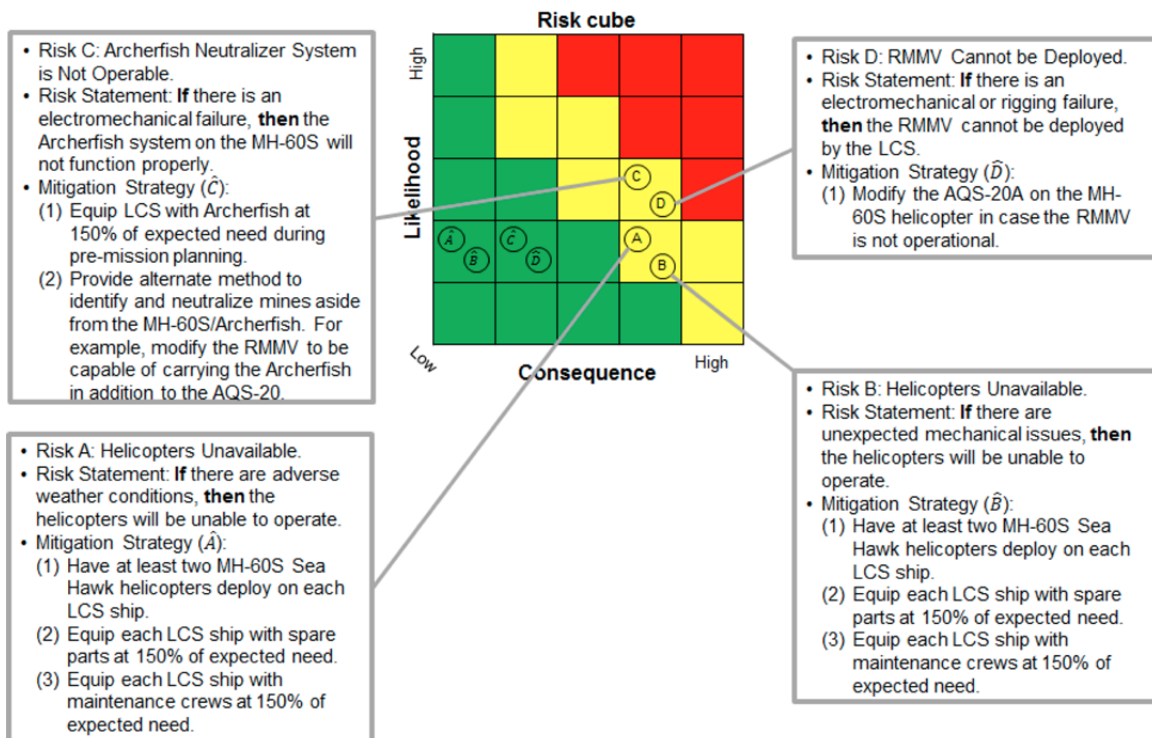 Risk cube
High
Likelihood
Low
Consequence
High
C
D
A
B
Â
B̂
Ĉ
D̂
• Risk C: Archerfish Neutralizer System
is Not Operable.
• Risk Statement: If there is an
electromechanical failure, then the
Archerfish system on the MH-60S will
not function properly.
• Mitigation Strategy (Ĉ):
(1) Equip LCS with Archerfish at
150% of expected need during
pre-mission planning.
(2) Provide alternate method to
identify and neutralize mines aside
from the MH-60S/Archerfish. For
example, modify the RMMV to be
capable of carrying the Archerfish
in addition to the AQS-20.
• Risk D: RMMV Cannot be Deployed.
• Risk Statement: If there is an
electromechanical or rigging failure,
then the RMMV cannot be deployed
by the LCS.
• Mitigation Strategy (D̂):
(1) Modify the AQS-20A on the MH-
60S helicopter in case the RMMV
is not operational.
• Risk A: Helicopters Unavailable.
• Risk Statement: If there are adverse
weather conditions, then the
helicopters will be unable to operate.
• Mitigation Strategy (Â):
(1) Have at least two MH-60S Sea
Hawk helicopters deploy on each
LCS ship.
(2) Equip each LCS ship with spare
parts at 150% of expected need.
(3) Equip each LCS ship with
maintenance crews at 150% of
expected need.
• Risk B: Helicopters Unavailable.
• Risk Statement: If there are
unexpected mechanical issues, then
the helicopters will be unable to
operate.
• Mitigation Strategy (B̂):
(1) Have at least two MH-60S Sea
Hawk helicopters deploy on each
LCS ship.
(2) Equip each LCS ship with spare
parts at 150% of expected need.
(3) Equip each LCS ship with
maintenance crews at 150% of
expected need.